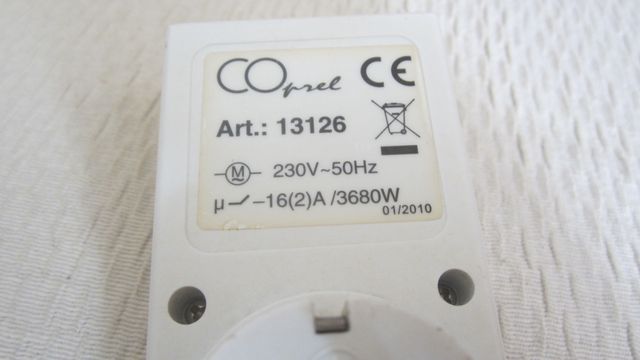 COprel CE
Art.: 13126
M 230V~50Hz
µ -16(2)A /3680W
01/2010